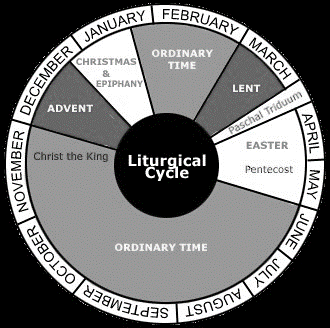 JANUARY
FEBRUARY
MARCH
APRIL
MAY
JUNE
JULY
AUGUST
SEPTEMBER
OCTOBER
NOVEMBER
DECEMBER
CHRISTMAS
&
EPIPHANY
ORDINARY
TIME
LENT
Paschal Triduum
EASTER
Pentecost
ORDINARY TIME
Christ the King
ADVENT
Liturgical
Cycle